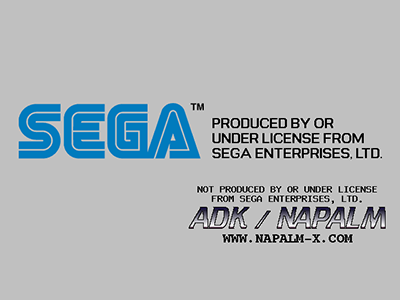 SEGA™
PRODUCED BY OR
UNDER LICENSE FROM
SEGA ENTERPRISES, LTD.
NOT PRODUCED BY OR UNDER LICENSE
FROM SEGA ENTERPRISES, LTD.
ADK / NAPALM
WWW.NAPALM-X.COM